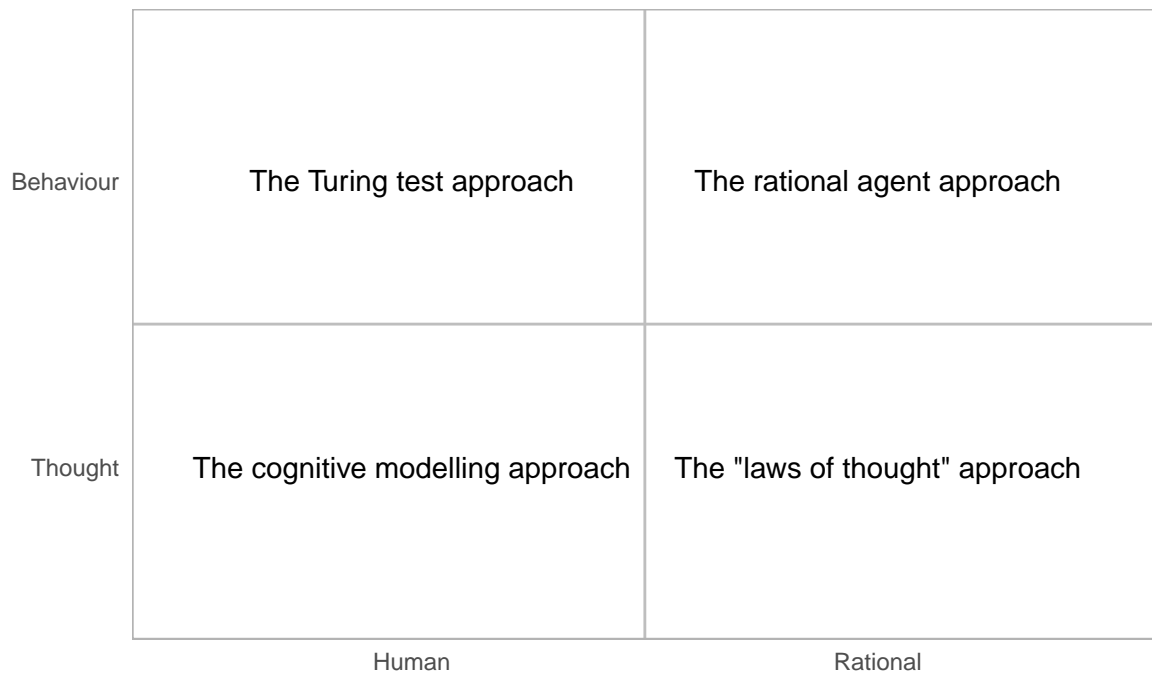 Behaviour
The Turing test approach
The rational agent approach
Thought
The cognitive modelling approach
The "laws of thought" approach
Human
Rational